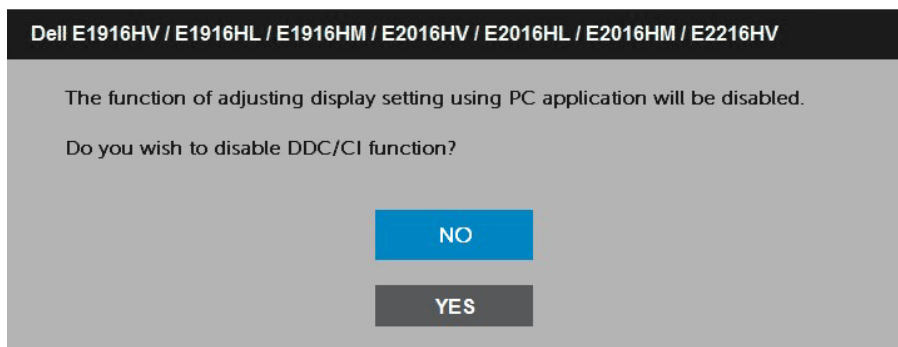 Dell E1916HV / E1916HL / E1916HM / E2016HV / E2016HL / E2016HM / E2216HV
The function of adjusting display setting using PC application will be disabled.
Do you wish to disable DDC/CI function?
NO
YES